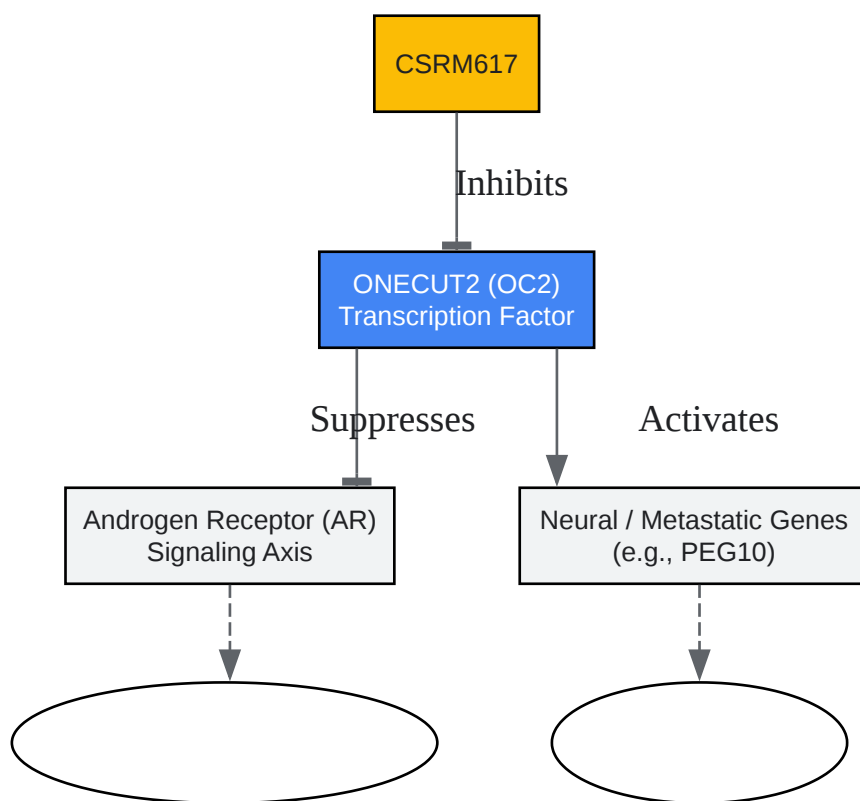 CSRM617
Inhibits
ONECUT2 (OC2)
Transcription Factor
Suppresses
Activates
Androgen Receptor (AR)
Signaling Axis
Neural / Metastatic Genes
(e.g., PEG10)